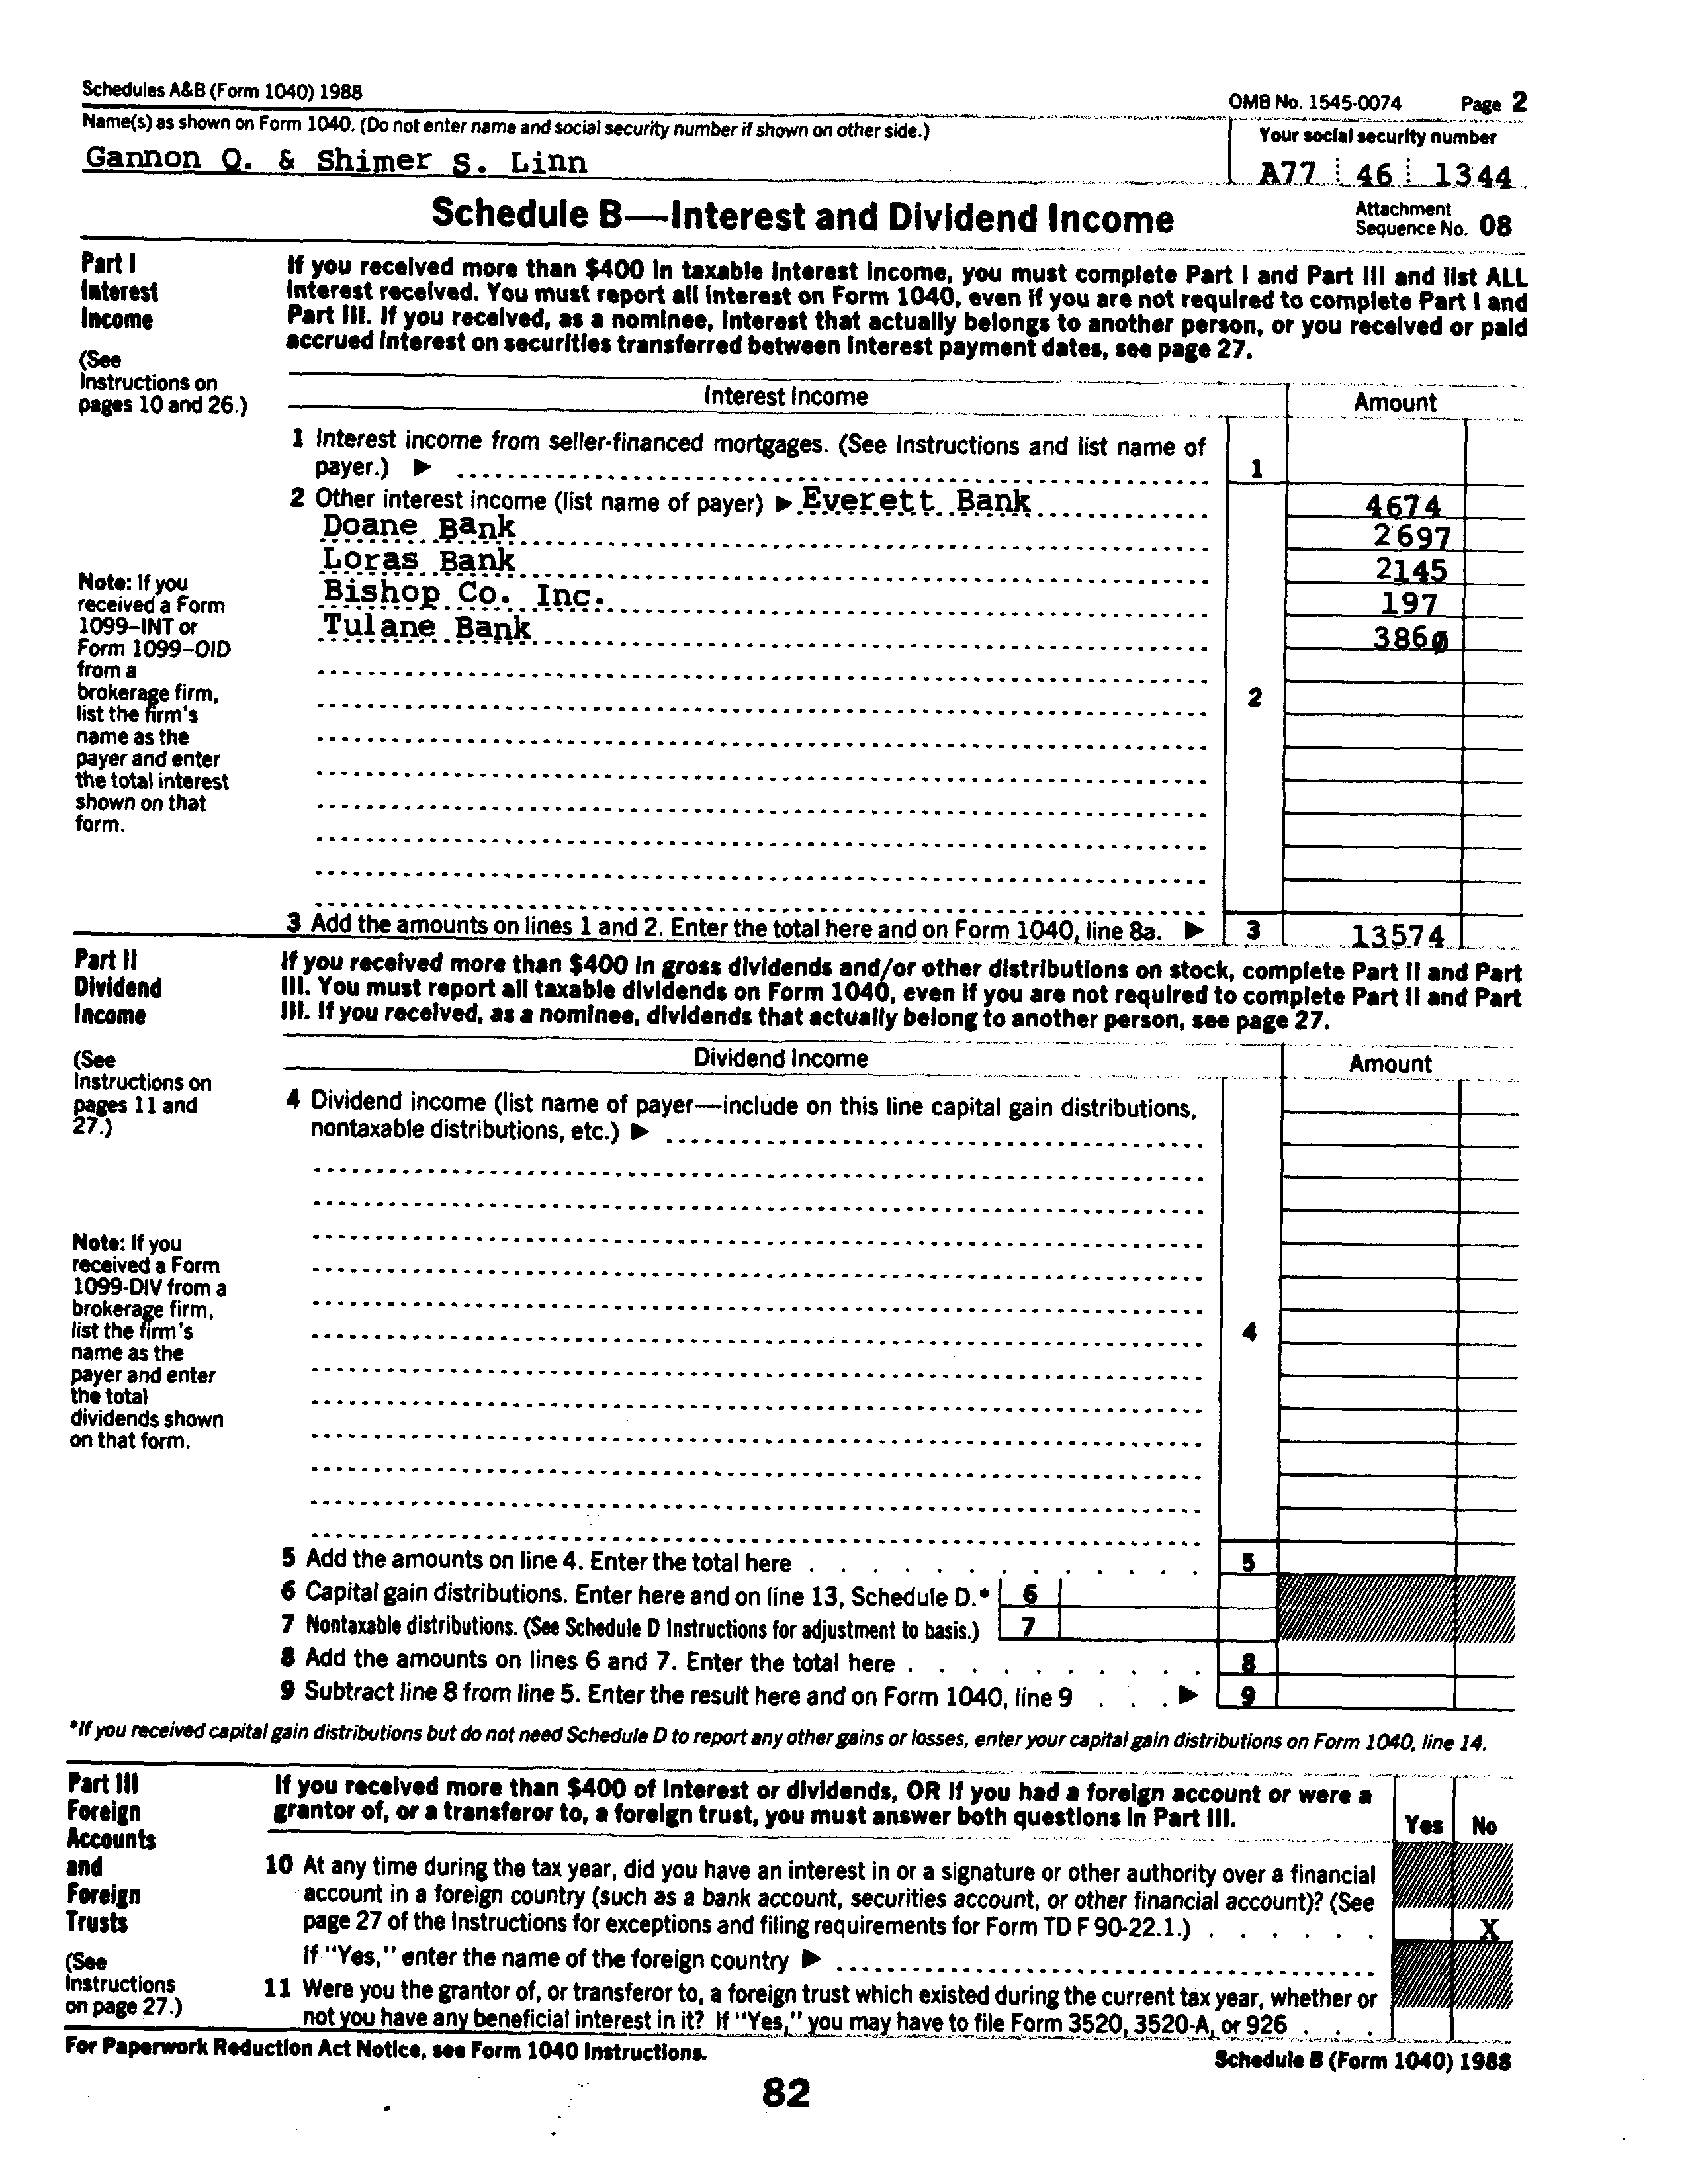 Schedules A&B (Form 1040) 1988
OMB No. 1545-0074 Page 2
Name(s) as shown on Form 1040. (Do not enter name and social security number if shown on other side.)
Your social security number
Gannon Q. & Shimer S. Linn
A77 46 1344
Schedule B—Interest and Dividend Income
Attachment
Sequence No. 08
Part I
Interest
Income
(See
Instructions on
pages 10 and 26.)
If you received more than $400 in taxable interest income, you must complete Part I and Part III and list ALL
interest received. You must report all interest on Form 1040, even if you are not required to complete Part I and
Part III. If you received, as a nominee, interest that actually belongs to another person, or you received or paid
accrued interest on securities transferred between interest payment dates, see page 27.
Interest Income
Amount
1 Interest income from seller-financed mortgages. (See Instructions and list name of
payer.) ▶
1
2 Other interest income (list name of payer) ▶ Everett Bank
4674
Doane Bank
2697
Loras Bank
2145
Bishop Co. Inc.
197
Tulane Bank
3860
2
Note: If you
received a Form
1099–INT or
Form 1099–OID
from a
brokerage firm,
list the firm's
name as the
payer and enter
the total interest
shown on that
form.
3 Add the amounts on lines 1 and 2. Enter the total here and on Form 1040, line 8a. ▶ 3 13574
Part II
Dividend
Income
(See
Instructions on
pages 11 and
27.)
If you received more than $400 in gross dividends and/or other distributions on stock, complete Part II and Part
III. You must report all taxable dividends on Form 1040, even if you are not required to complete Part II and Part
III. If you received, as a nominee, dividends that actually belong to another person, see page 27.
Dividend Income
Amount
4 Dividend income (list name of payer—include on this line capital gain distributions,
nontaxable distributions, etc.) ▶
4
Note: If you
received a Form
1099-DIV from a
brokerage firm,
list the firm's
name as the
payer and enter
the total
dividends shown
on that form.
5 Add the amounts on line 4. Enter the total here . . . . . . . . . . . . 5
6 Capital gain distributions. Enter here and on line 13, Schedule D.* 6
7 Nontaxable distributions. (See Schedule D Instructions for adjustment to basis.) 7
8 Add the amounts on lines 6 and 7. Enter the total here . . . . . . . . . 8
9 Subtract line 8 from line 5. Enter the result here and on Form 1040, line 9 . . . ▶ 9
*If you received capital gain distributions but do not need Schedule D to report any other gains or losses, enter your capital gain distributions on Form 1040, line 14.
Part III
Foreign
Accounts
and
Foreign
Trusts
(See
Instructions
on page 27.)
If you received more than $400 of interest or dividends, OR if you had a foreign account or were a
grantor of, or a transferor to, a foreign trust, you must answer both questions in Part III.
Yes No
10 At any time during the tax year, did you have an interest in or a signature or other authority over a financial
account in a foreign country (such as a bank account, securities account, or other financial account)? (See
page 27 of the Instructions for exceptions and filing requirements for Form TD F 90-22.1.) . . . . . . X
If "Yes," enter the name of the foreign country ▶
11 Were you the grantor of, or transferor to, a foreign trust which existed during the current tax year, whether or
not you have any beneficial interest in it? If "Yes," you may have to file Form 3520, 3520-A, or 926 . . .
For Paperwork Reduction Act Notice, see Form 1040 Instructions.
Schedule B (Form 1040) 1988
82